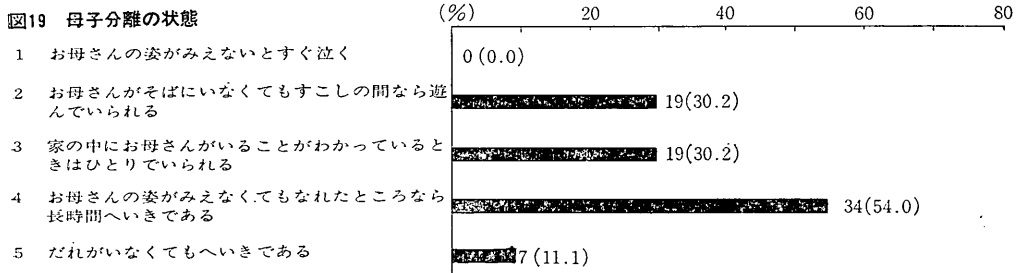 図19 母子分離の状態
(%) 20 40 60 80
1 お母さんの姿がみえないとすぐ泣く 0(0.0)
2 お母さんがそばにいなくてもすこしの間なら遊
んでいられる 19(30.2)
3 家の中にお母さんがいることがわかっていると
きはひとりでいられる 19(30.2)
4 お母さんの姿がみえなくてもなれたところなら
長時間へいきである 34(54.0)
5 だれがいなくてもへいきである 7(11.1)